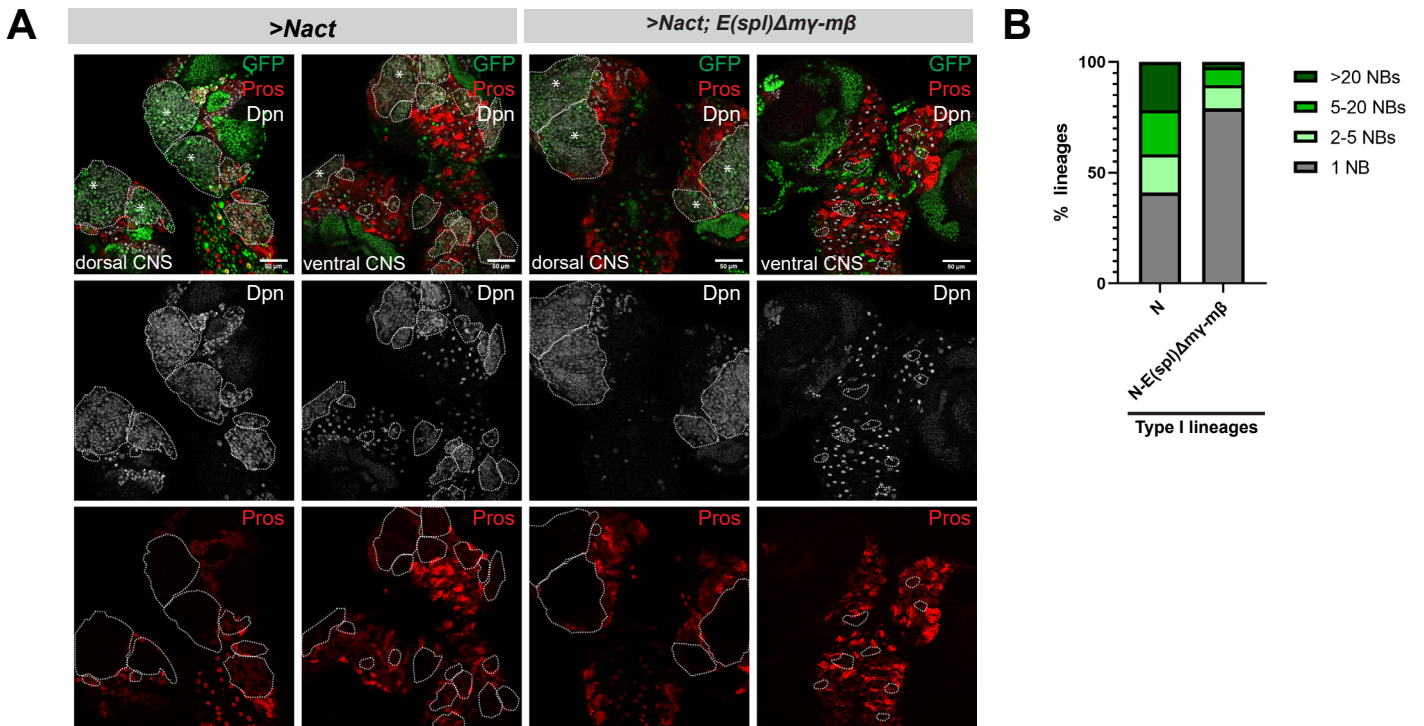 A
>Nact
>Nact; E(spl)Δmγ-mβ
GFP
Pros
Dpn
dorsal CNS
50 μm
GFP
Pros
Dpn
ventral CNS
50 μm
GFP
Pros
Dpn
dorsal CNS
50 μm
GFP
Pros
Dpn
ventral CNS
50 μm
Dpn
Dpn
Dpn
Dpn
Pros
Pros
Pros
Pros
B
% lineages
100
50
0
N
N-E(spl)Δmγ-mβ
Type I lineages
>20 NBs
5-20 NBs
2-5 NBs
1 NB